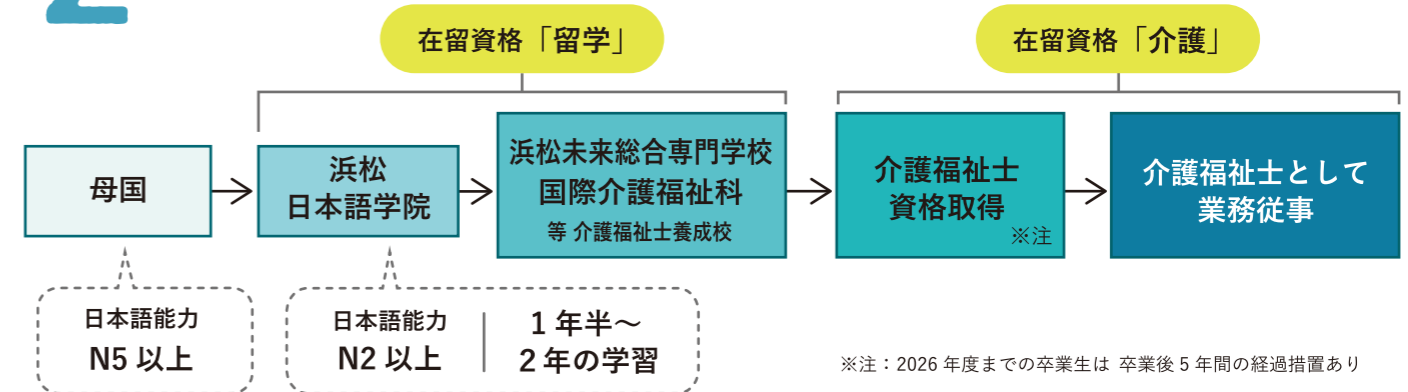 2
在留資格「留学」
在留資格「介護」
母国
浜松
日本語学院
浜松未来総合専門学校
国際介護福祉科
等 介護福祉士養成校
介護福祉士
資格取得
※注
介護福祉士として
業務従事
日本語能力
N5 以上
日本語能力
N2 以上
1 年半～
2 年の学習
※注：2026 年度までの卒業生は 卒業後 5 年間の経過措置あり